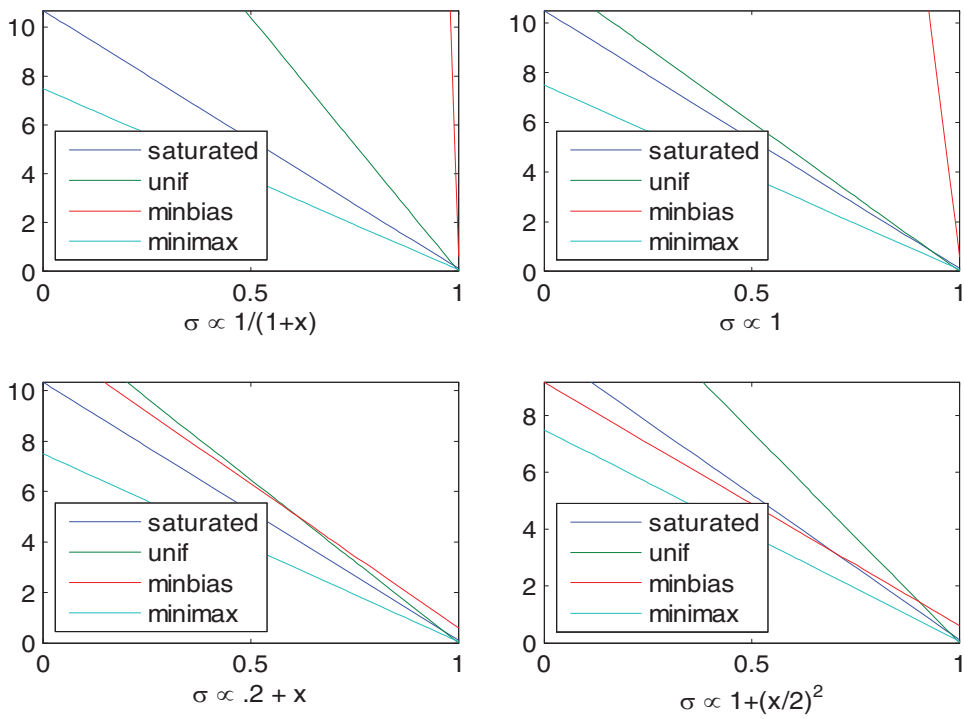 10
8
6
4
2
0
saturated
unif
minbias
minimax
0 0.5 1
σ ∝ 1/(1+x)
10
8
6
4
2
0
saturated
unif
minbias
minimax
0 0.5 1
σ ∝ 1
10
8
6
4
2
0
saturated
unif
minbias
minimax
0 0.5 1
σ ∝ .2 + x
8
6
4
2
0
saturated
unif
minbias
minimax
0 0.5 1
σ ∝ 1+(x/2)²